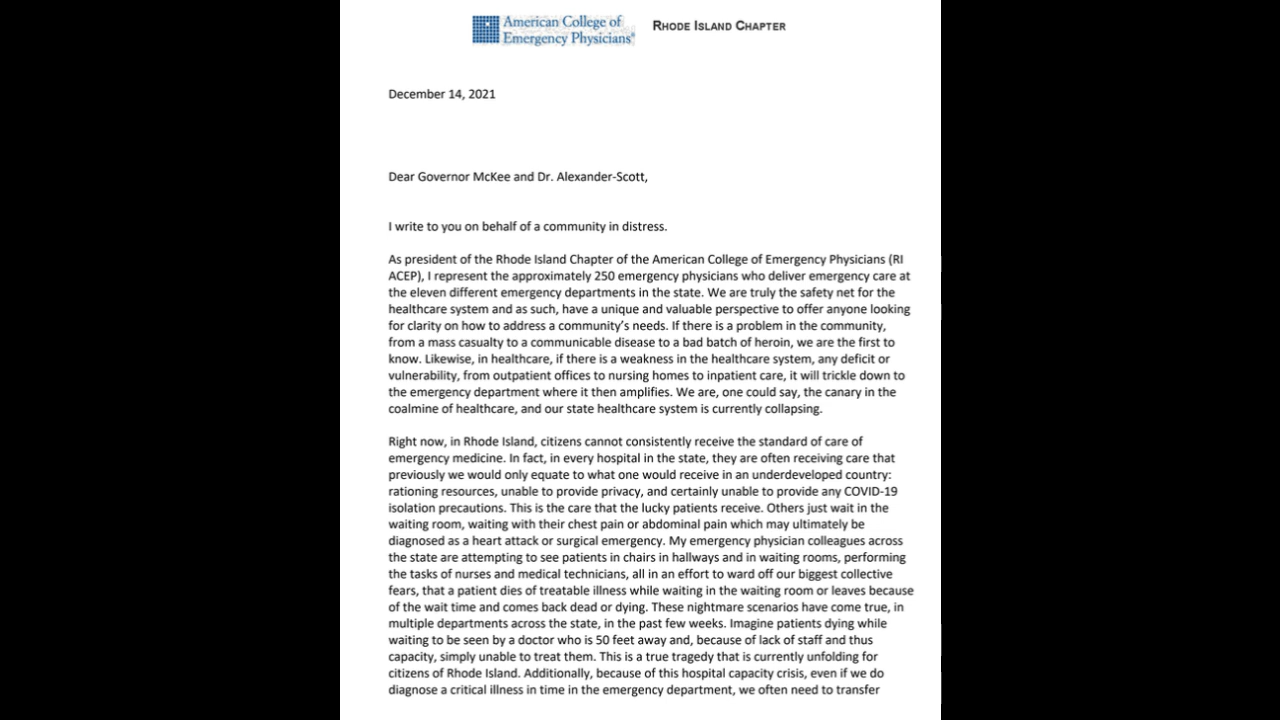 American College of
Emergency Physicians®
RHODE ISLAND CHAPTER
December 14, 2021
Dear Governor McKee and Dr. Alexander-Scott,
I write to you on behalf of a community in distress.
As president of the Rhode Island Chapter of the American College of Emergency Physicians (RI
ACEP), I represent the approximately 250 emergency physicians who deliver emergency care at
the eleven different emergency departments in the state. We are truly the safety net for the
healthcare system and as such, have a unique and valuable perspective to offer anyone looking
for clarity on how to address a community’s needs. If there is a problem in the community,
from a mass casualty to a communicable disease to a bad batch of heroin, we are the first to
know. Likewise, in healthcare, if there is a weakness in the healthcare system, any deficit or
vulnerability, from outpatient offices to nursing homes to inpatient care, it will trickle down to
the emergency department where it then amplifies. We are, one could say, the canary in the
coalmine of healthcare, and our state healthcare system is currently collapsing.
Right now, in Rhode Island, citizens cannot consistently receive the standard of care of
emergency medicine. In fact, in every hospital in the state, they are often receiving care that
previously we would only equate to what one would receive in an underdeveloped country:
rationing resources, unable to provide privacy, and certainly unable to provide any COVID-19
isolation precautions. This is the care that the lucky patients receive. Others just wait in the
waiting room, waiting with their chest pain or abdominal pain which may ultimately be
diagnosed as a heart attack or surgical emergency. My emergency physician colleagues across
the state are attempting to see patients in chairs in hallways and in waiting rooms, performing
the tasks of nurses and medical technicians, all in an effort to ward off our biggest collective
fears, that a patient dies of treatable illness while waiting in the waiting room or leaves because
of the wait time and comes back dead or dying. These nightmare scenarios have come true, in
multiple departments across the state, in the past few weeks. Imagine patients dying while
waiting to be seen by a doctor who is 50 feet away and, because of lack of staff and thus
capacity, simply unable to treat them. This is a true tragedy that is currently unfolding for
citizens of Rhode Island. Additionally, because of this hospital capacity crisis, even if we do
diagnose a critical illness in time in the emergency department, we often need to transfer